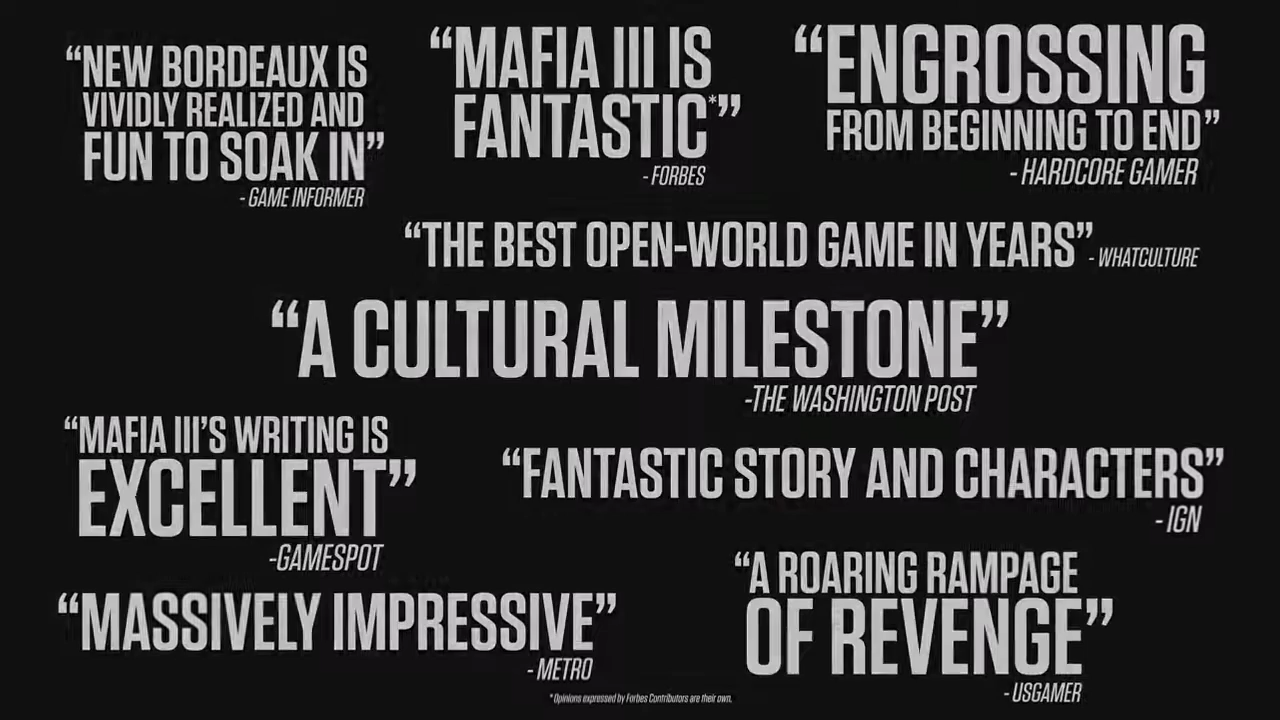 “NEW BORDEAUX IS
VIVIDLY REALIZED AND
FUN TO SOAK IN”
- GAME INFORMER
“MAFIA III IS
FANTASTIC*”
- FORBES
“ENGROSSING
FROM BEGINNING TO END”
- HARDCORE GAMER
“THE BEST OPEN-WORLD GAME IN YEARS” - WHATCULTURE
“A CULTURAL MILESTONE”
-THE WASHINGTON POST
“MAFIA III’S WRITING IS
EXCELLENT”
-GAMESPOT
“FANTASTIC STORY AND CHARACTERS”
- IGN
“MASSIVELY IMPRESSIVE”
- METRO
“A ROARING RAMPAGE
OF REVENGE”
- USGAMER
*Opinions expressed by Forbes Contributors are their own.